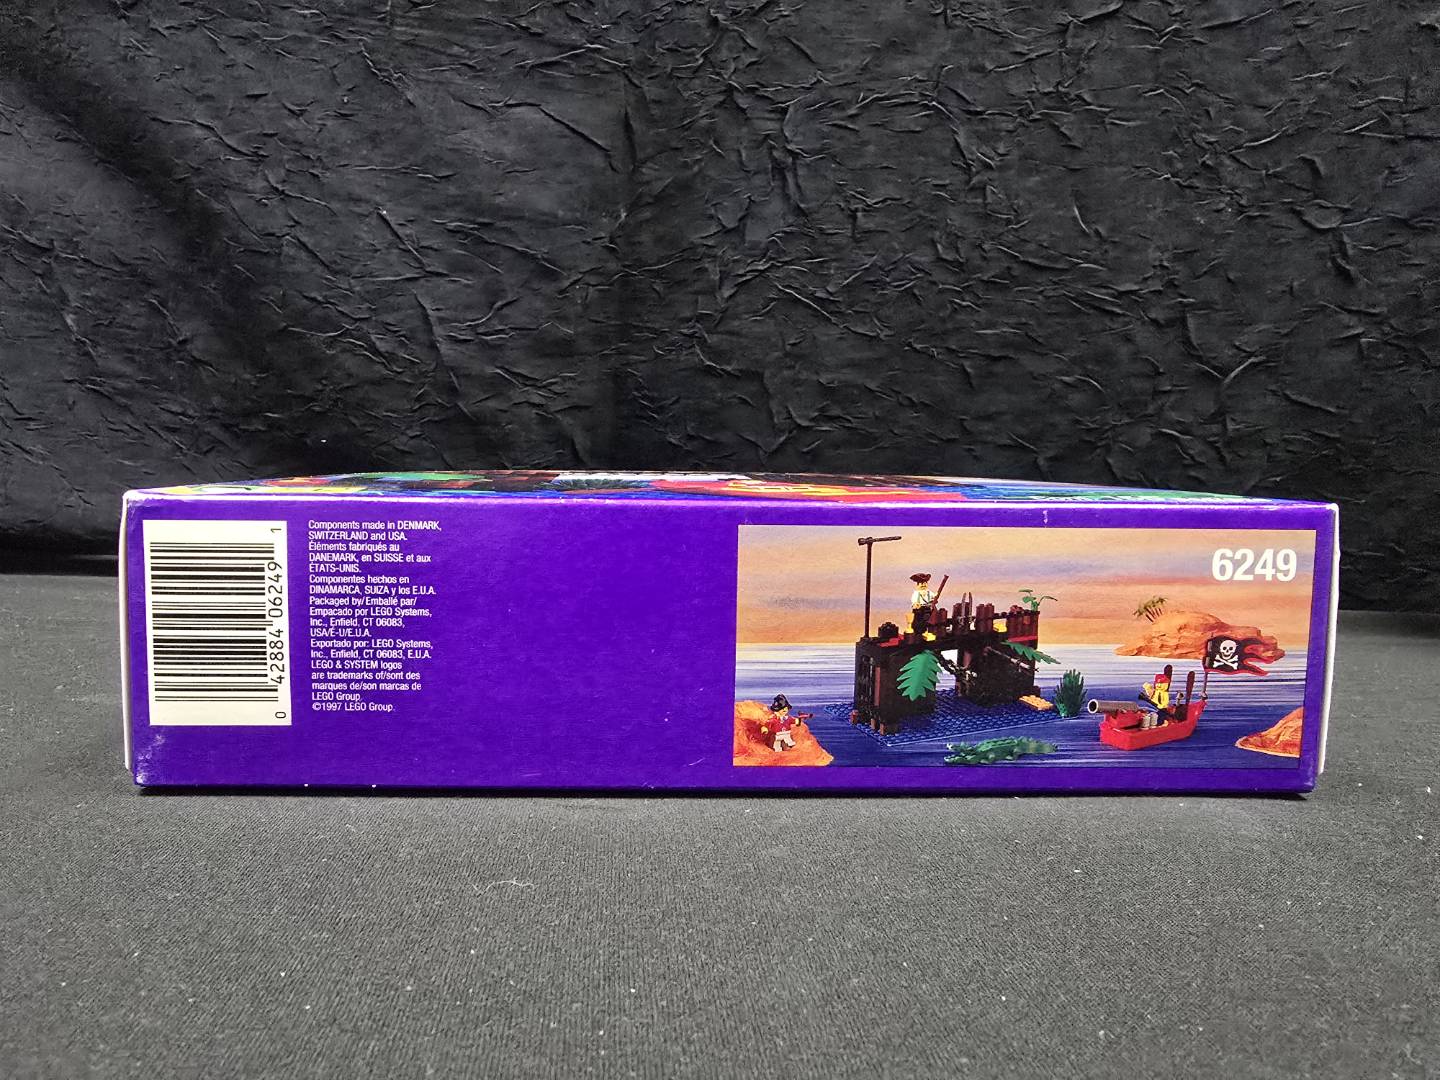 Components made in DENMARK,
SWITZERLAND and USA.
Éléments fabriqués au
DANEMARK, en SUISSE et aux
ÉTATS-UNIS.
Componentes hechos en
DINAMARCA, SUIZA y los E.U.A.
Packaged by/Emballé par/
Empacado por LEGO Systems,
Inc., Enfield, CT 06083,
USA/É-U/E.U.A.
Exportado por: LEGO Systems,
Inc., Enfield, CT 06083, E.U.A.
LEGO & SYSTEM logos
are trademarks of/sont des
marques de/son marcas de
LEGO Group.
©1997 LEGO Group.
0 42884 06249 1
6249